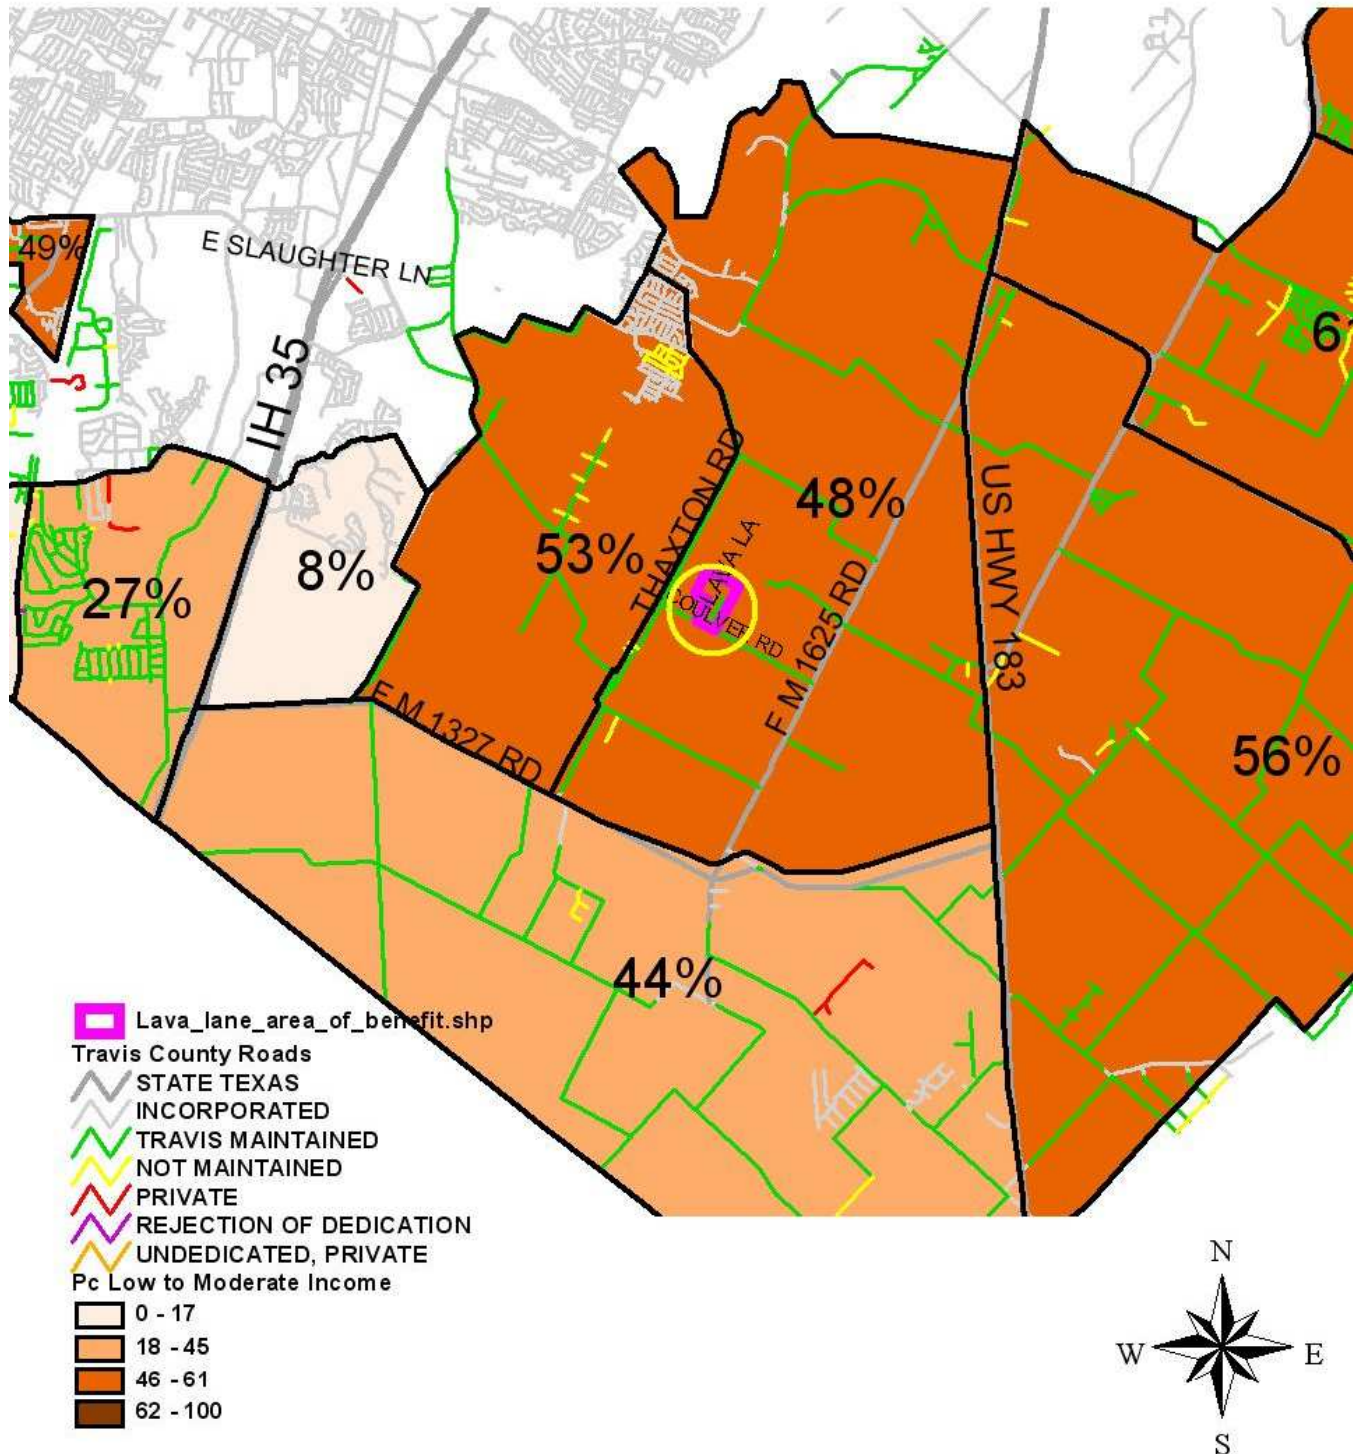 49%
E SLAUGHTER LN
61
IH 35
THAXTON RD
48%
US HWY 183
53%
LAVA LA
8%
27%
COULVER RD
F M 1625 RD
F M 1327 RD
56%
44%
Lava_lane_area_of_benefit.shp
Travis County Roads
STATE TEXAS
INCORPORATED
TRAVIS MAINTAINED
NOT MAINTAINED
PRIVATE
REJECTION OF DEDICATION
UNDEDICATED, PRIVATE
Pc Low to Moderate Income
0 - 17
18 - 45
46 - 61
62 - 100
N
W
E
S